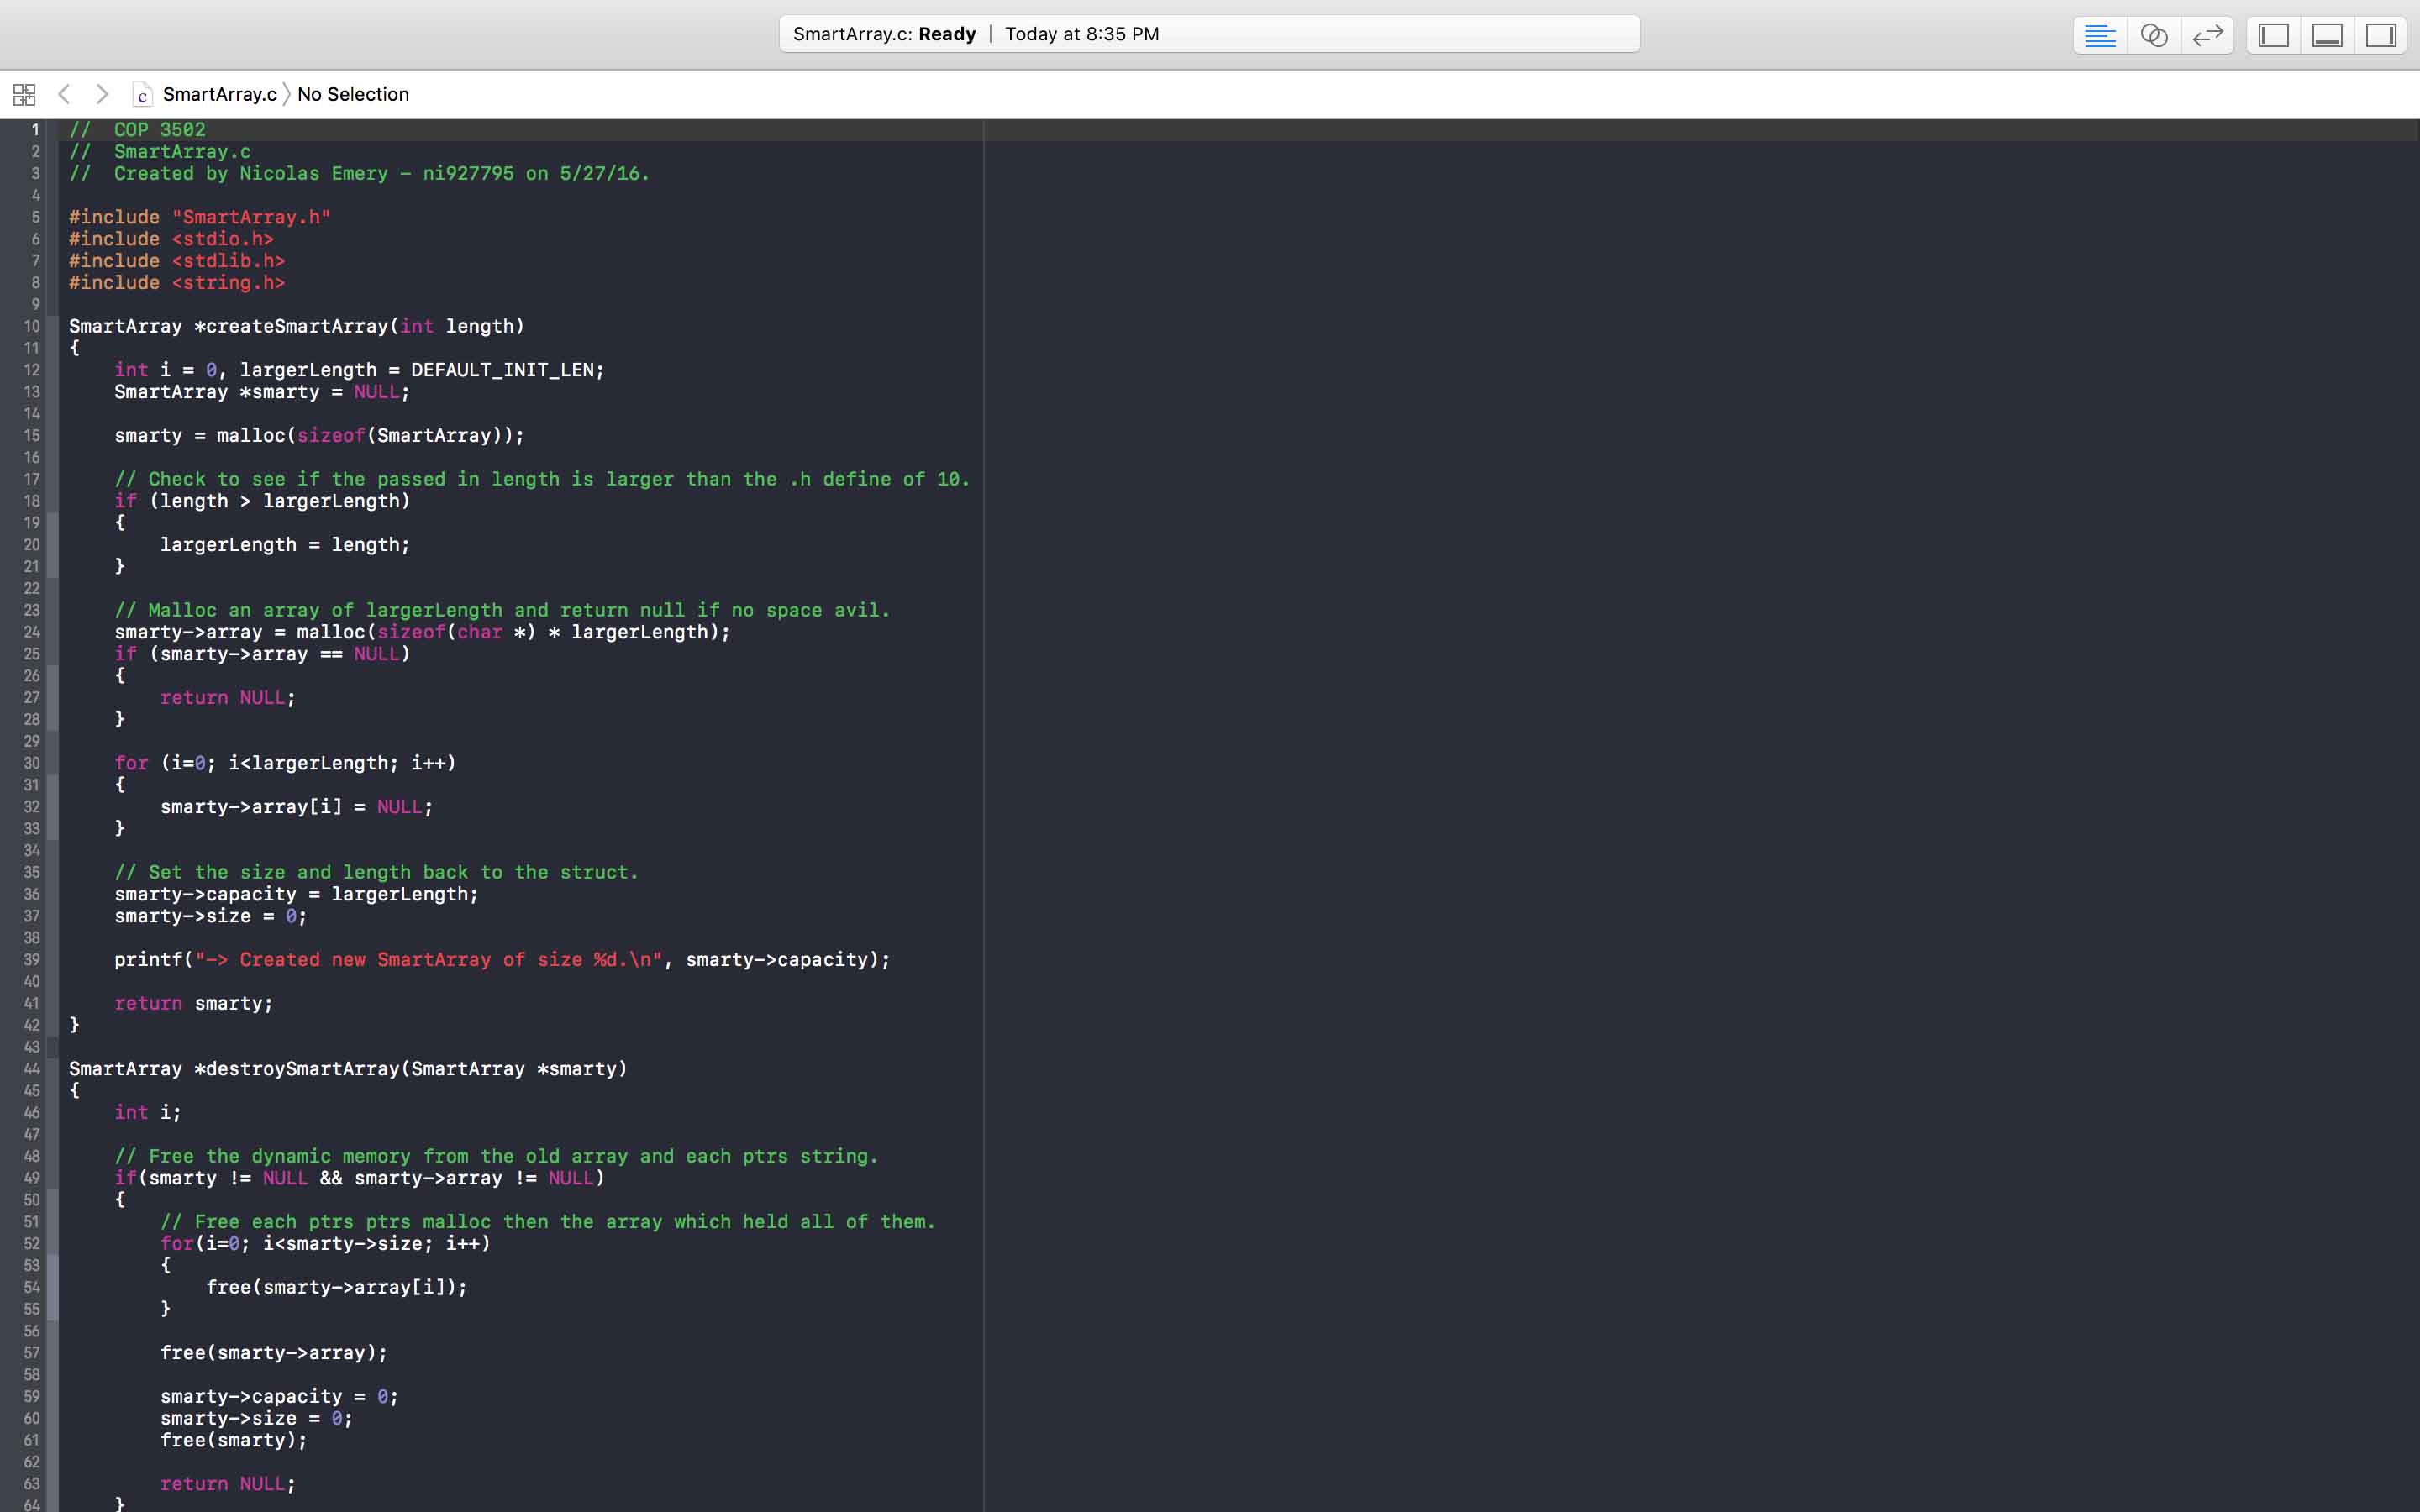 SmartArray.c: Ready | Today at 8:35 PM
c SmartArray.c 〉 No Selection
1 //  COP 3502
2 //  SmartArray.c
3 //  Created by Nicolas Emery - ni927795 on 5/27/16.
4
5 #include "SmartArray.h"
6 #include <stdio.h>
7 #include <stdlib.h>
8 #include <string.h>
9
10 SmartArray *createSmartArray(int length)
11 {
12     int i = 0, largerLength = DEFAULT_INIT_LEN;
13     SmartArray *smarty = NULL;
14
15     smarty = malloc(sizeof(SmartArray));
16
17     // Check to see if the passed in length is larger than the .h define of 10.
18     if (length > largerLength)
19     {
20         largerLength = length;
21     }
22
23     // Malloc an array of largerLength and return null if no space avil.
24     smarty->array = malloc(sizeof(char *) * largerLength);
25     if (smarty->array == NULL)
26     {
27         return NULL;
28     }
29
30     for (i=0; i<largerLength; i++)
31     {
32         smarty->array[i] = NULL;
33     }
34
35     // Set the size and length back to the struct.
36     smarty->capacity = largerLength;
37     smarty->size = 0;
38
39     printf("-> Created new SmartArray of size %d.\n", smarty->capacity);
40
41     return smarty;
42 }
43
44 SmartArray *destroySmartArray(SmartArray *smarty)
45 {
46     int i;
47
48     // Free the dynamic memory from the old array and each ptrs string.
49     if(smarty != NULL && smarty->array != NULL)
50     {
51         // Free each ptrs ptrs malloc then the array which held all of them.
52         for(i=0; i<smarty->size; i++)
53         {
54             free(smarty->array[i]);
55         }
56
57         free(smarty->array);
58
59         smarty->capacity = 0;
60         smarty->size = 0;
61         free(smarty);
62
63         return NULL;
64     }